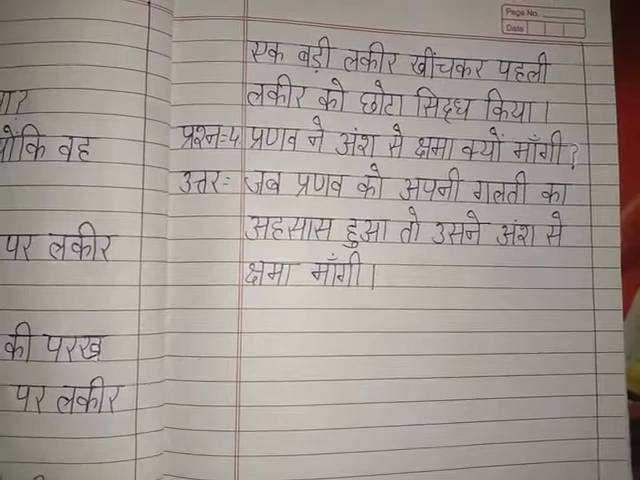 Page No.
Date
एक बड़ी लकीर खींचकर पहली
लकीर को छोटा सिद्ध किया।
प्रश्न:-4 प्रणव ने अंश से क्षमा क्यों माँगी?
उत्तर:- जब प्रणव को अपनी गलती का
अहसास हुआ तो उसने अंश से
क्षमा माँगी।
वह
पर लकीर
की परख
पर लकीर